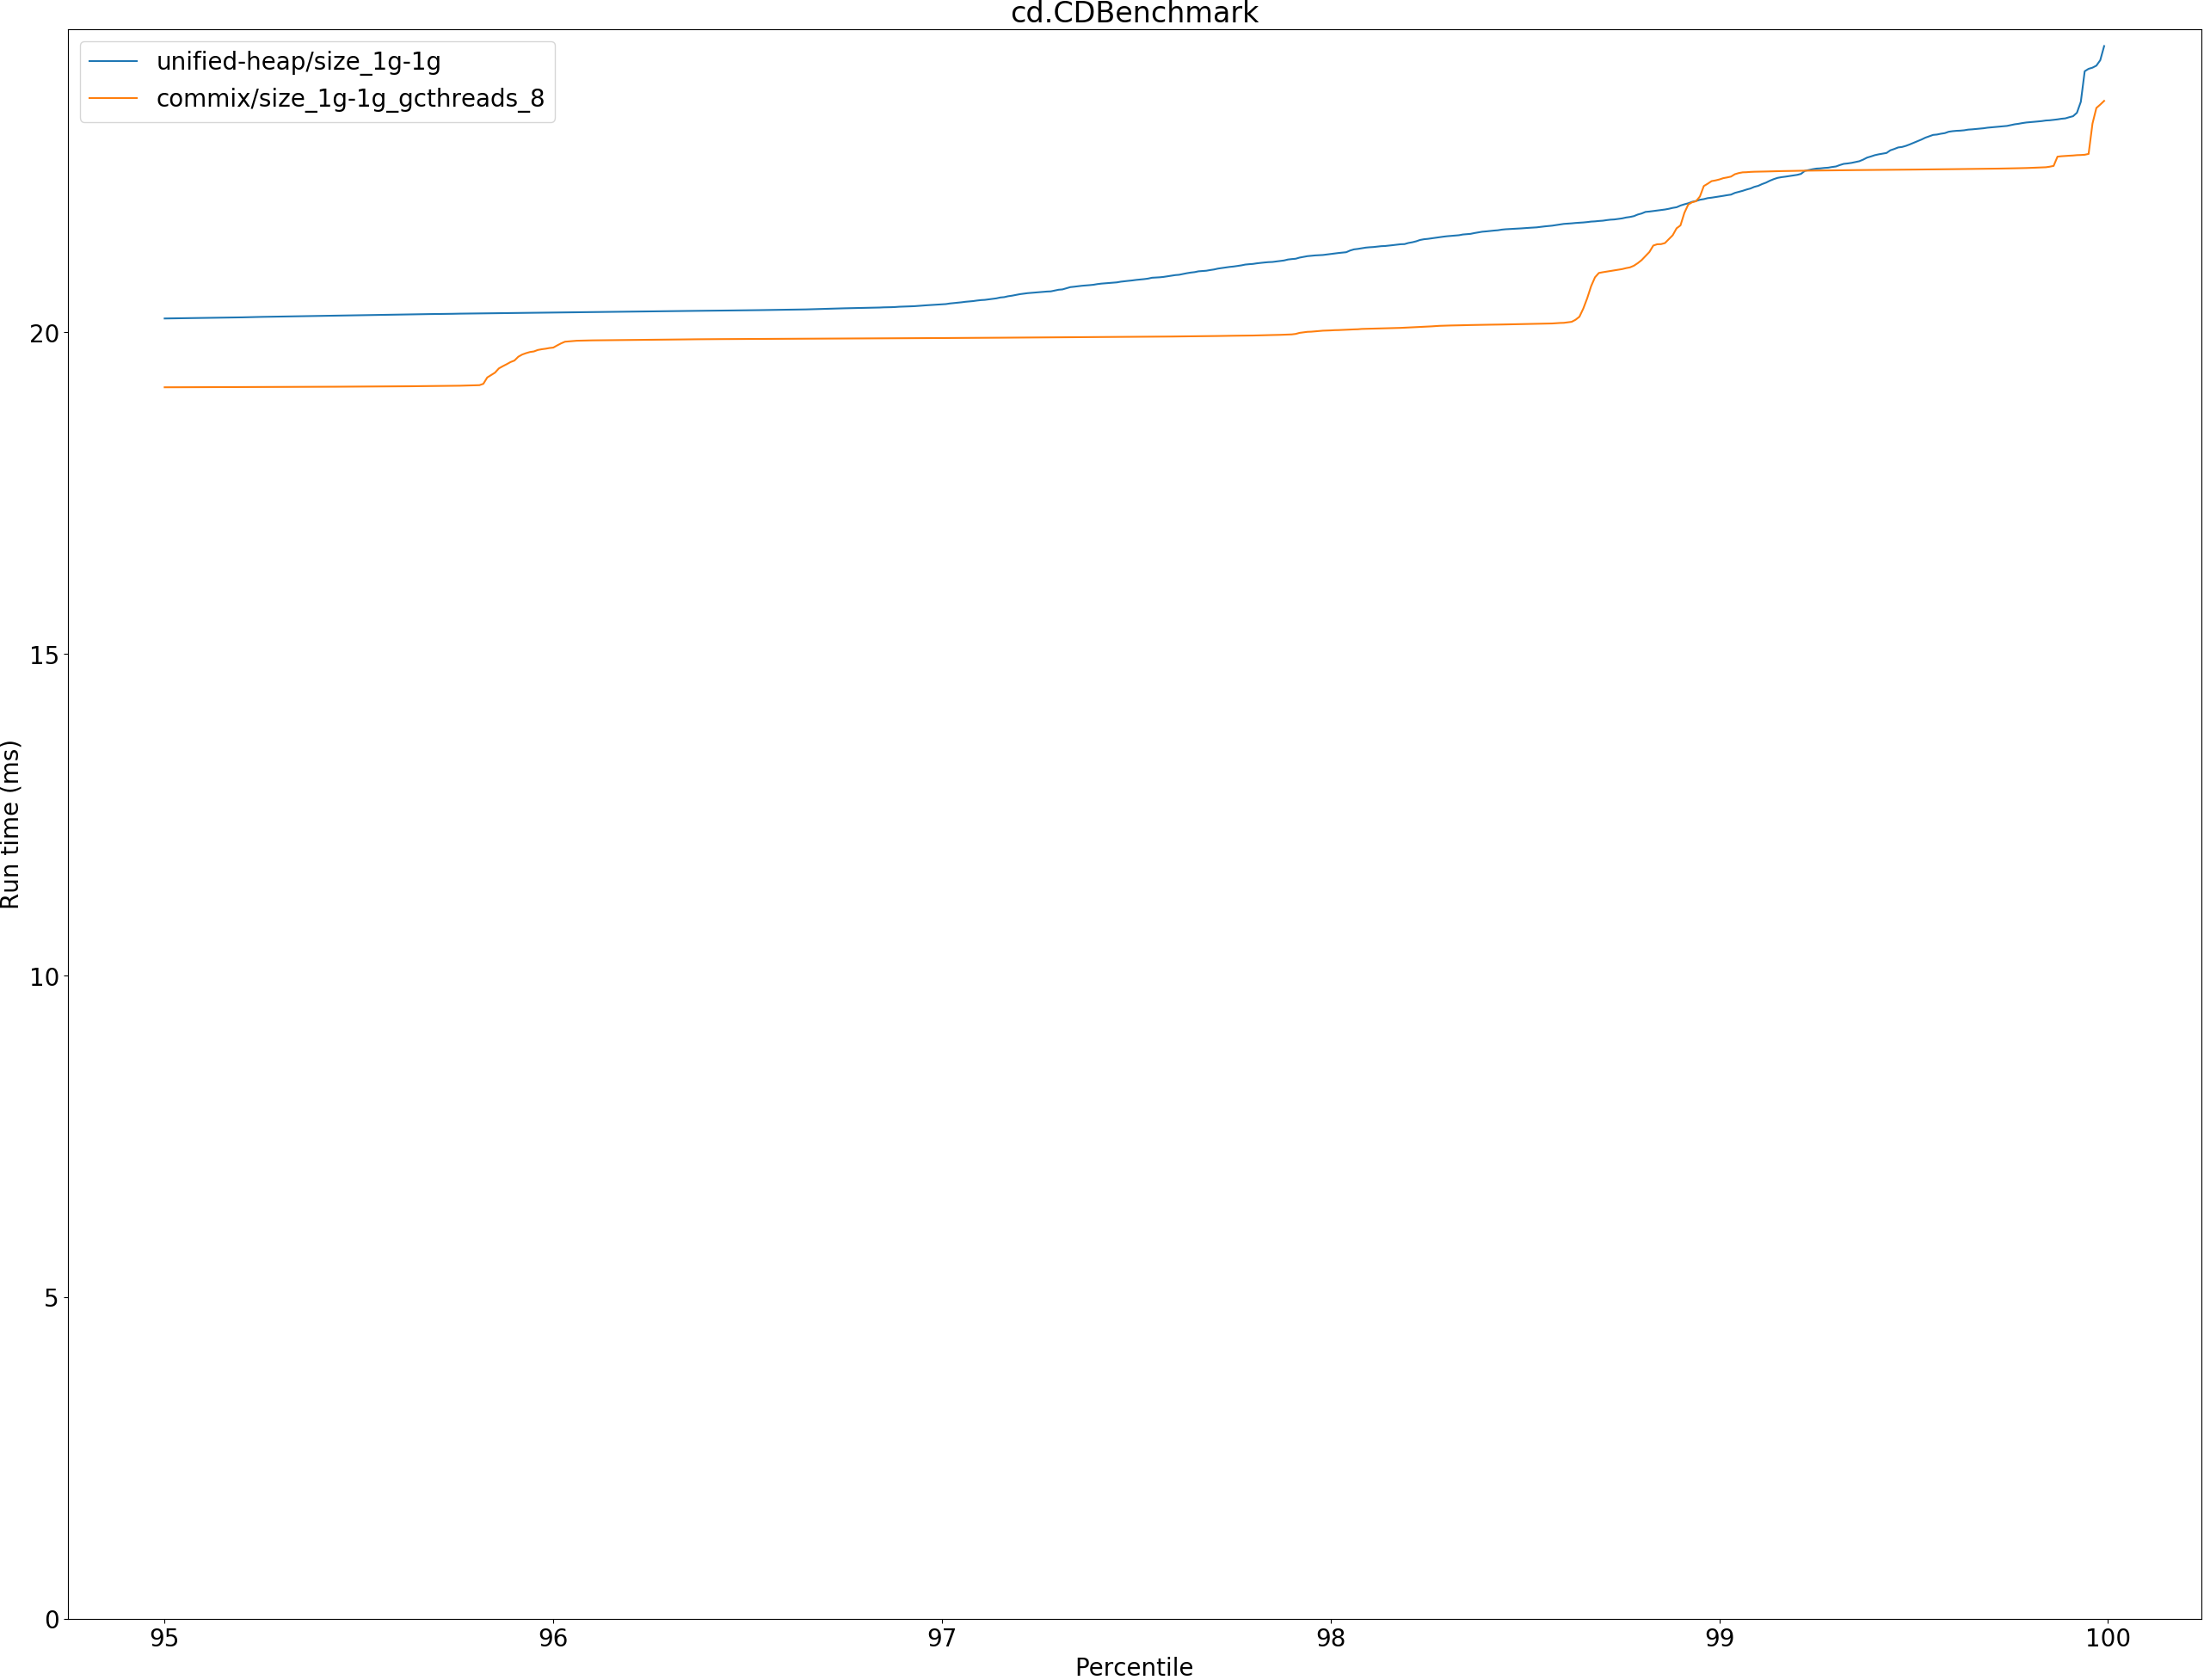 cd.CDBenchmark
unified-heap/size_1g-1g
commix/size_1g-1g_gcthreads_8
Run time (ms)
20
15
10
5
0
95 96 97 98 99 100
Percentile